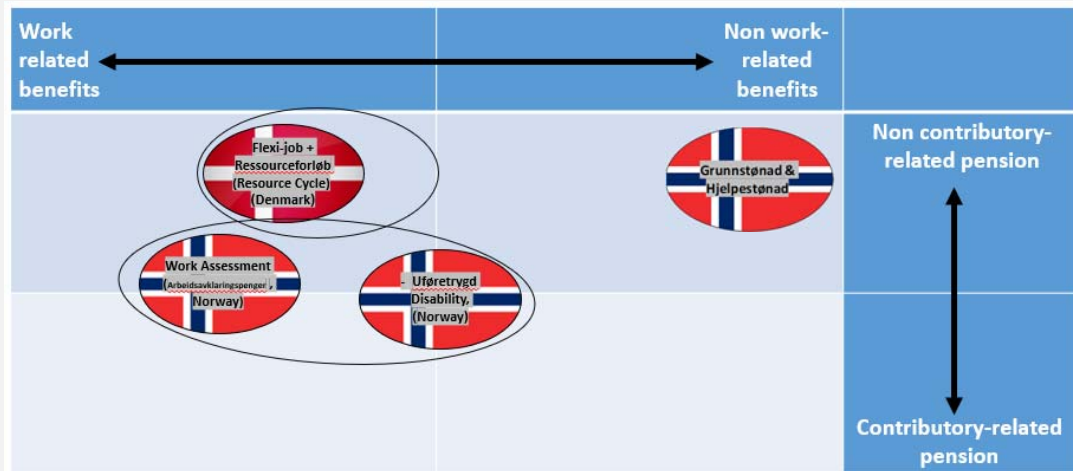 Work
related
benefits
Non work-
related
benefits
Flexi-job +
Ressourceforløb
(Resource Cycle)
(Denmark)
Grunnstønad &
Hjelpestønad
Non contributory-
related pension
Work Assessment
(Arbeidsavklaringspenger ,
Norway)
- Uføretrygd
Disability,
(Norway)
Contributory-related
pension